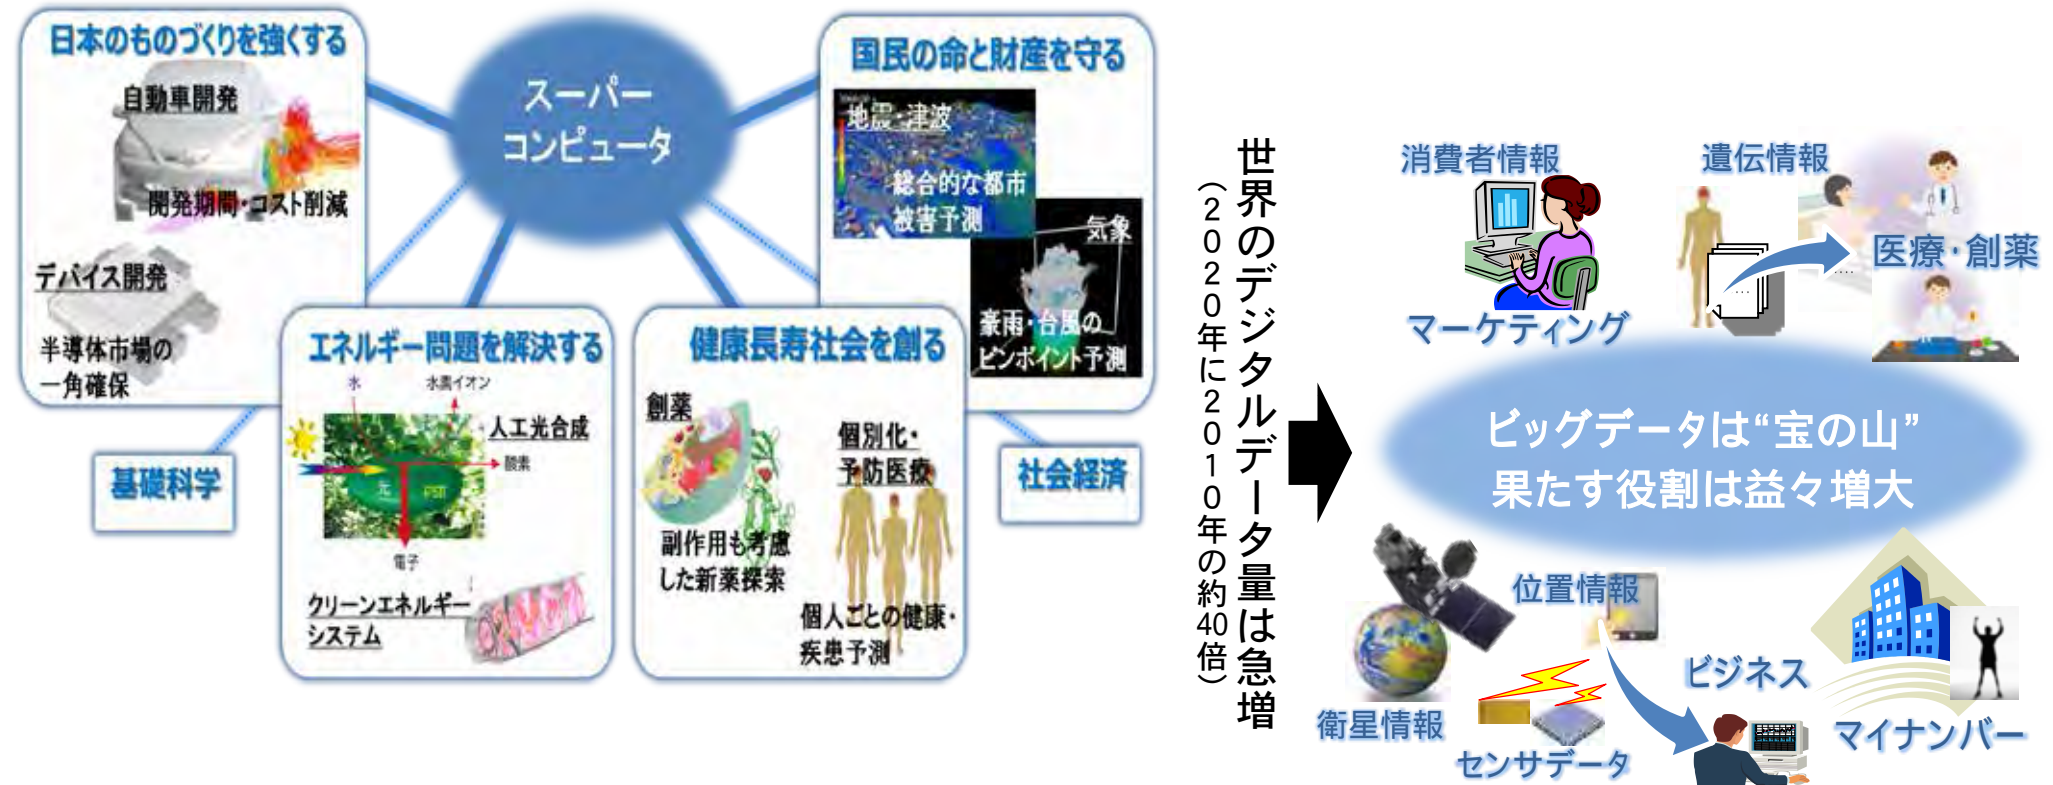 日本のものづくりを強くする
自動車開発
開発期間・コスト削減
デバイス開発
半導体市場の
一角確保
スーパー
コンピュータ
国民の命と財産を守る
地震・津波
総合的な都市
被害予測
気象
豪雨・台風の
ピンポイント予測
エネルギー問題を解決する
水
水素イオン
人工光合成
酸素
光
PSII
電子
クリーンエネルギー
システム
健康長寿社会を創る
創薬
副作用も考慮
した新薬探索
個別化・
予防医療
個人ごとの健康・
疾患予測
基礎科学
社会経済
世界のデジタルデータ量は急増
（2020年に2010年の約40倍）
消費者情報
マーケティング
遺伝情報
医療・創薬
ビッグデータは“宝の山”
果たす役割は益々増大
衛星情報
位置情報
センサデータ
ビジネス
マイナンバー